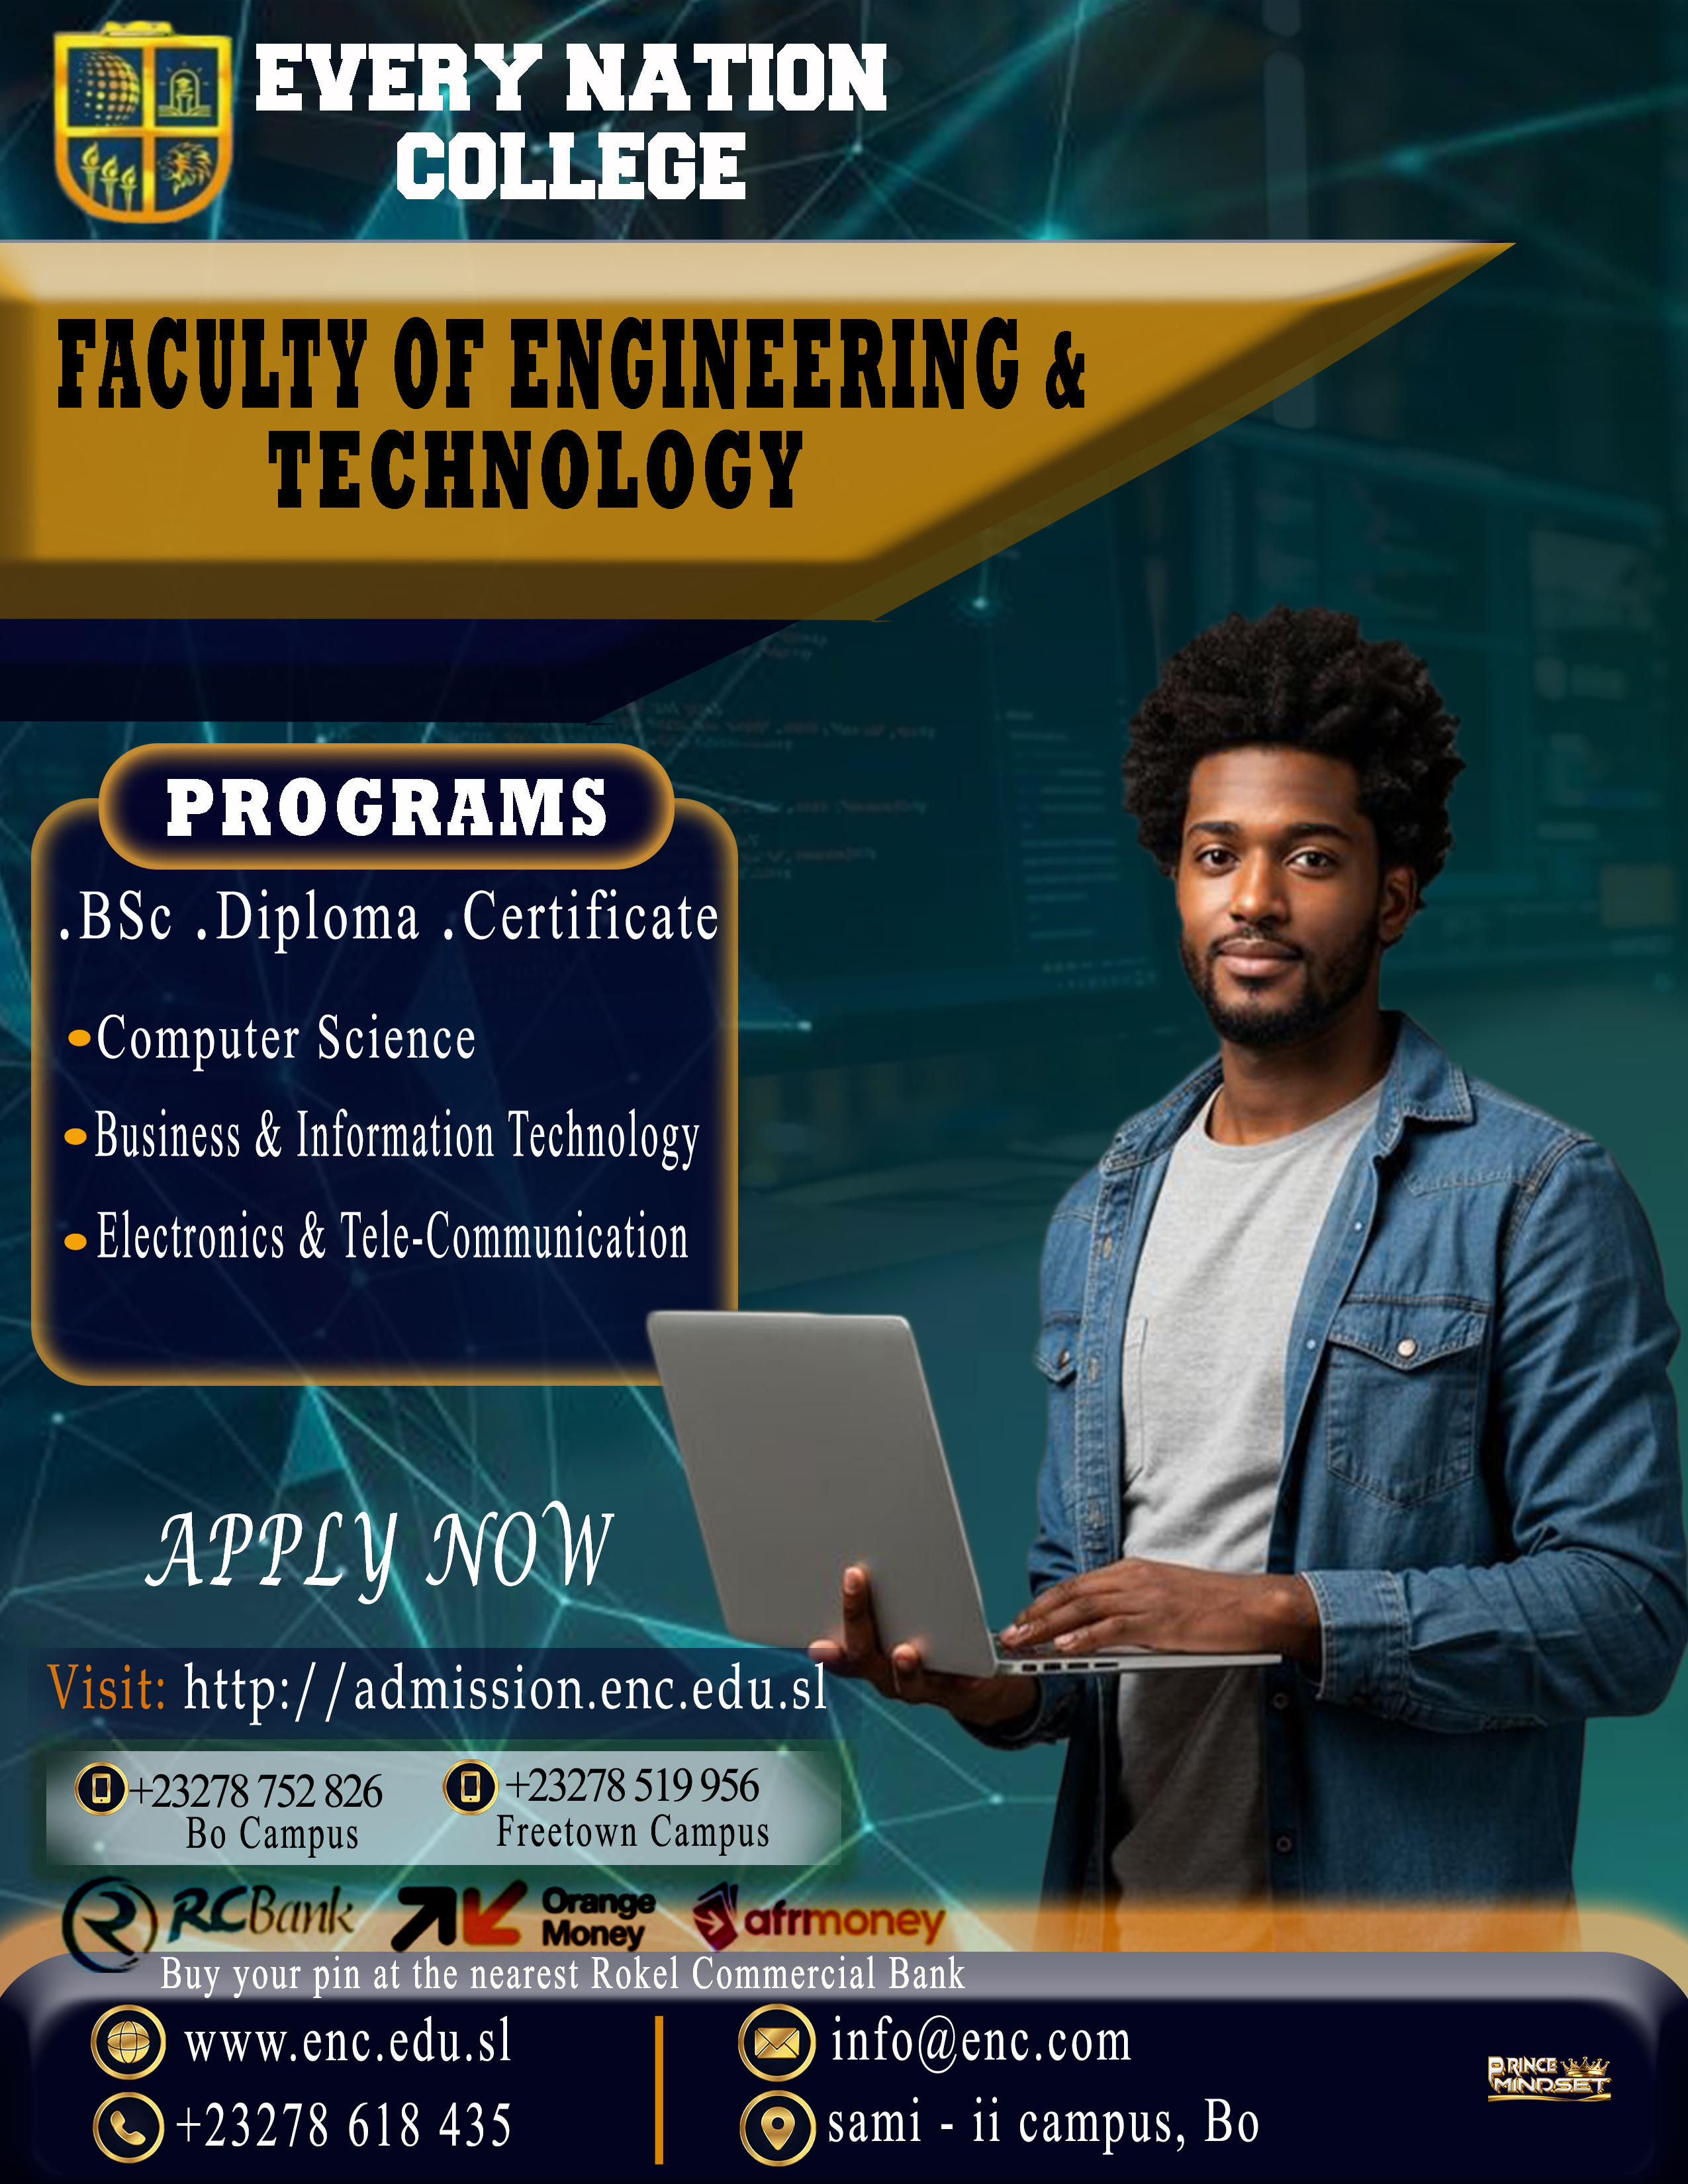 EVERY NATION
COLLEGE
FACULTY OF ENGINEERING &
TECHNOLOGY
PROGRAMS
.BSc .Diploma .Certificate
Computer Science
Business & Information Technology
Electronics & Tele-Communication
APPLY NOW
Visit: http://admission.enc.edu.sl
+23278 752 826
Bo Campus
+23278 519 956
Freetown Campus
RCBank
Orange
Money
afrimoney
Buy your pin at the nearest Rokel Commercial Bank
www.enc.edu.sl
info@enc.com
+23278 618 435
sami - ii campus, Bo
PRINCE
MINDSET